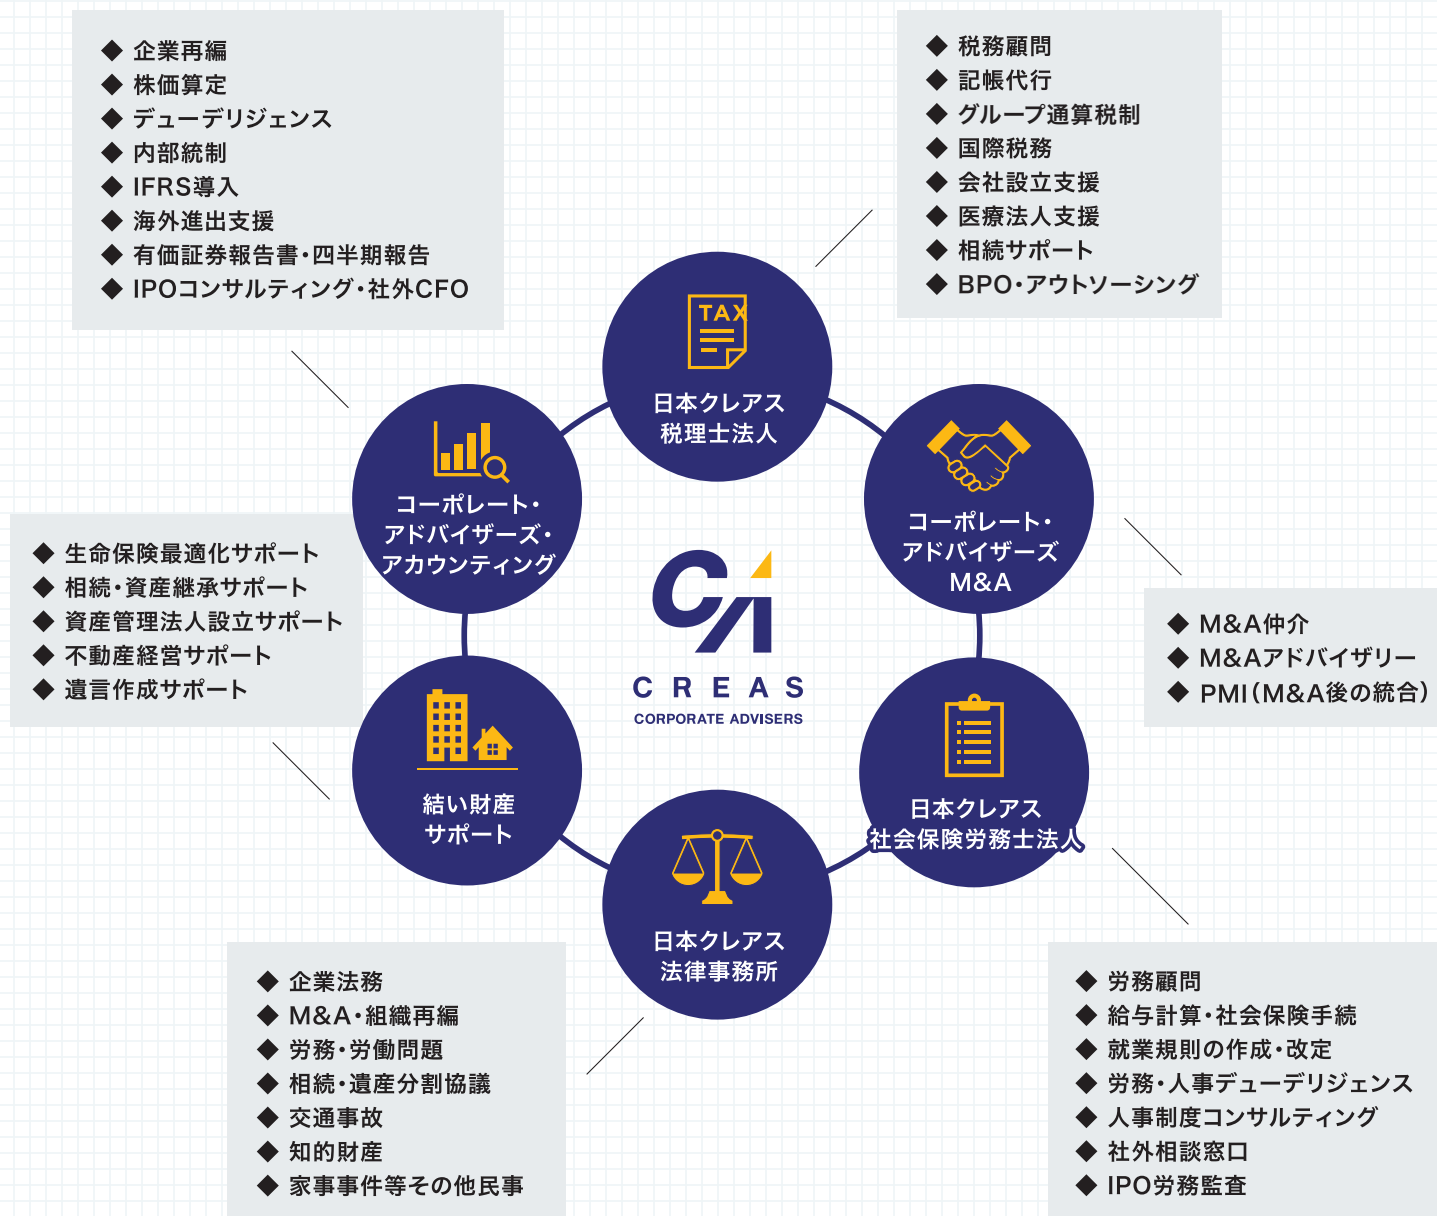 ◆ 企業再編
◆ 株価算定
◆ デューデリジェンス
◆ 内部統制
◆ IFRS導入
◆ 海外進出支援
◆ 有価証券報告書・四半期報告
◆ IPOコンサルティング・社外CFO
◆ 税務顧問
◆ 記帳代行
◆ グループ通算税制
◆ 国際税務
◆ 会社設立支援
◆ 医療法人支援
◆ 相続サポート
◆ BPO・アウトソーシング
TAX
日本クレアス
税理士法人
コーポレート・
アドバイザーズ・
アカウンティング
コーポレート・
アドバイザーズ
M&A
◆ 生命保険最適化サポート
◆ 相続・資産継承サポート
◆ 資産管理法人設立サポート
◆ 不動産経営サポート
◆ 遺言作成サポート
CA
CREAS
CORPORATE ADVISERS
◆ M&A仲介
◆ M&Aアドバイザリー
◆ PMI（M&A後の統合）
結い財産
サポート
日本クレアス
社会保険労務士法人
日本クレアス
法律事務所
◆ 企業法務
◆ M&A・組織再編
◆ 労務・労働問題
◆ 相続・遺産分割協議
◆ 交通事故
◆ 知的財産
◆ 家事事件等その他民事
◆ 労務顧問
◆ 給与計算・社会保険手続
◆ 就業規則の作成・改定
◆ 労務・人事デューデリジェンス
◆ 人事制度コンサルティング
◆ 社外相談窓口
◆ IPO労務監査